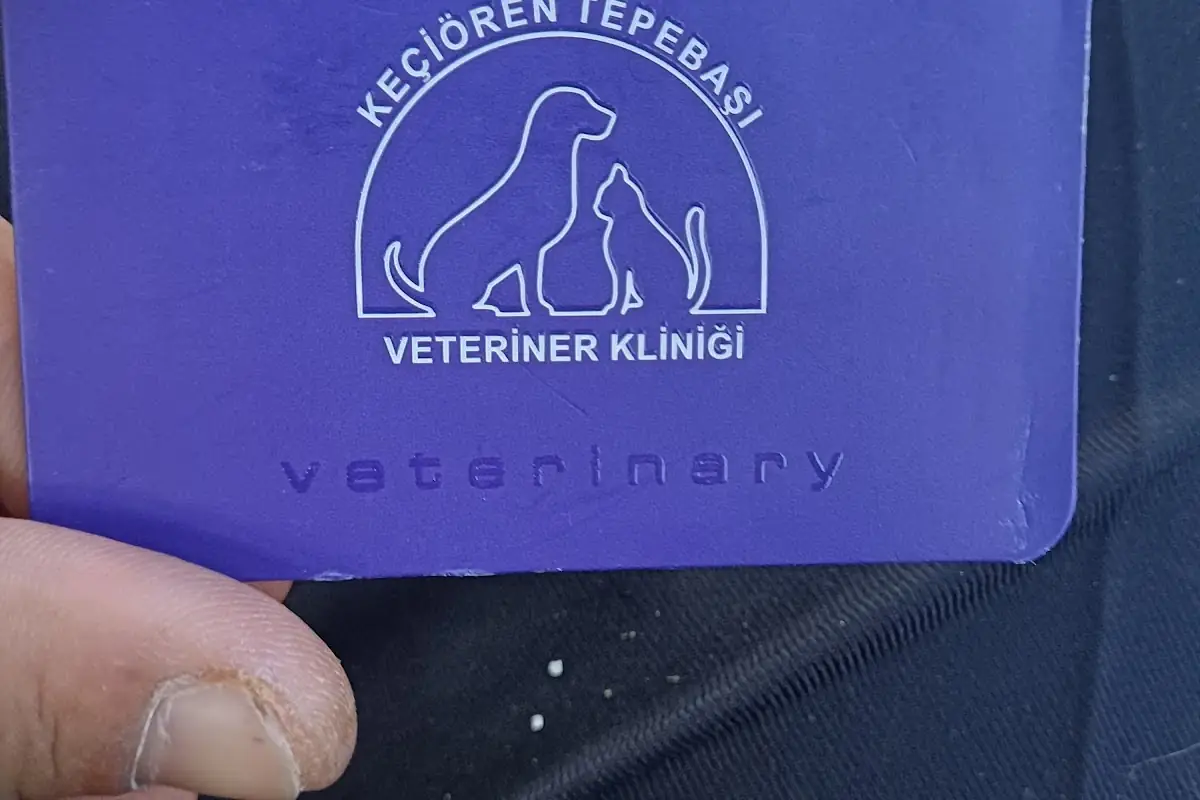 KEÇİÖREN TEPEBAŞI
VETERİNER KLİNİĞİ
veterinary